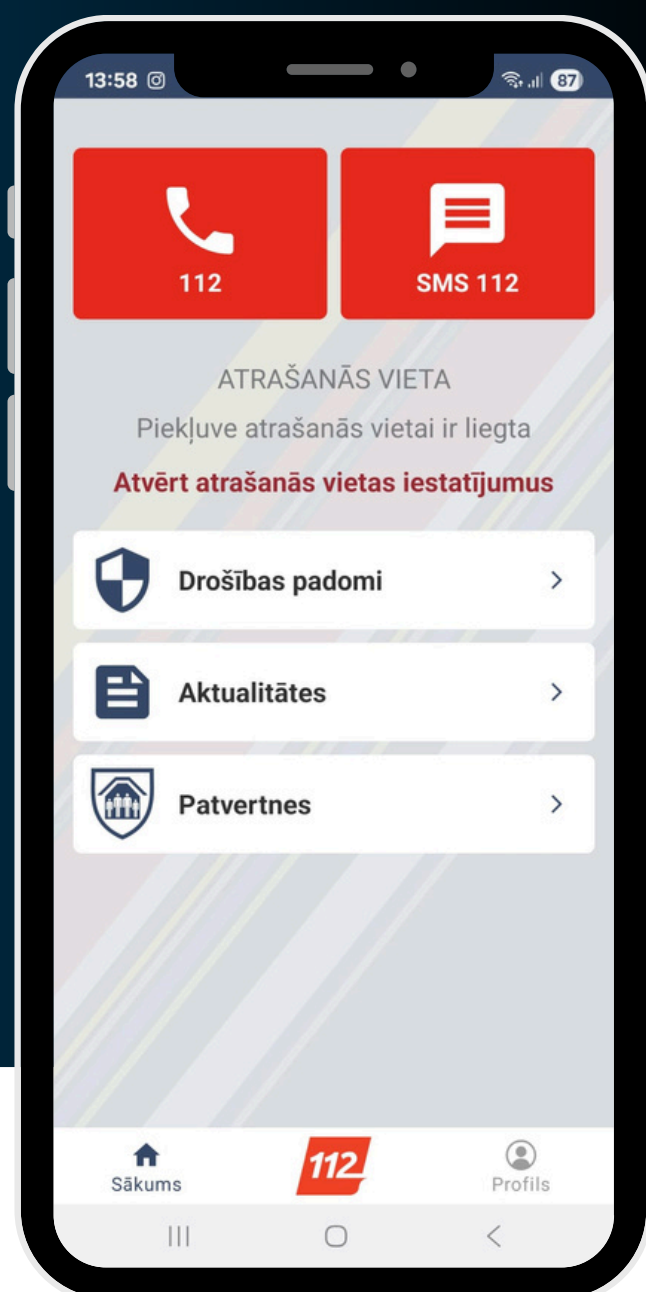 13:58
87
112
SMS 112
ATRAŠANĀS VIETA
Piekļuve atrašanās vietai ir liegta
Atvērt atrašanās vietas iestatījumus
Drošības padomi
Aktualitātes
Patvertnes
Sākums
112
Profils